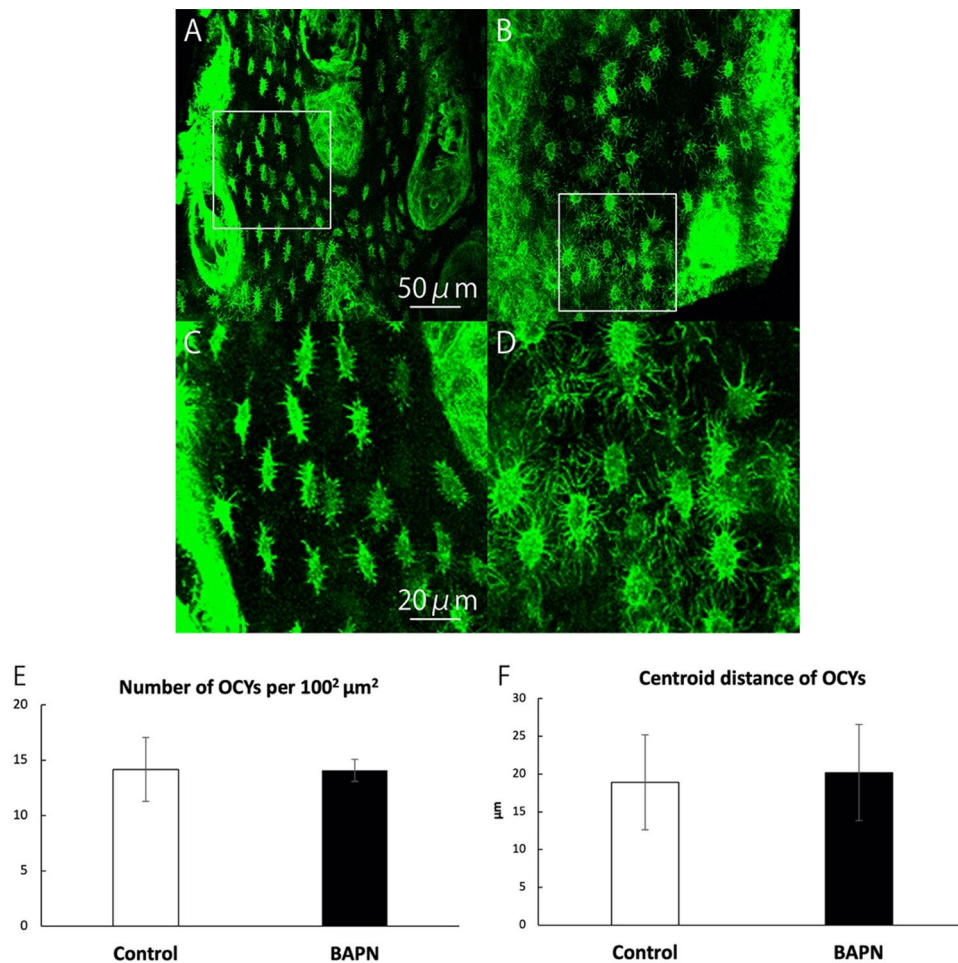 A
B
50 μm
C
D
20 μm
E
Number of OCYs per 100² μm²
20
15
10
5
0
Control
BAPN
F
Centroid distance of OCYs
μm
30
25
20
15
10
5
0
Control
BAPN